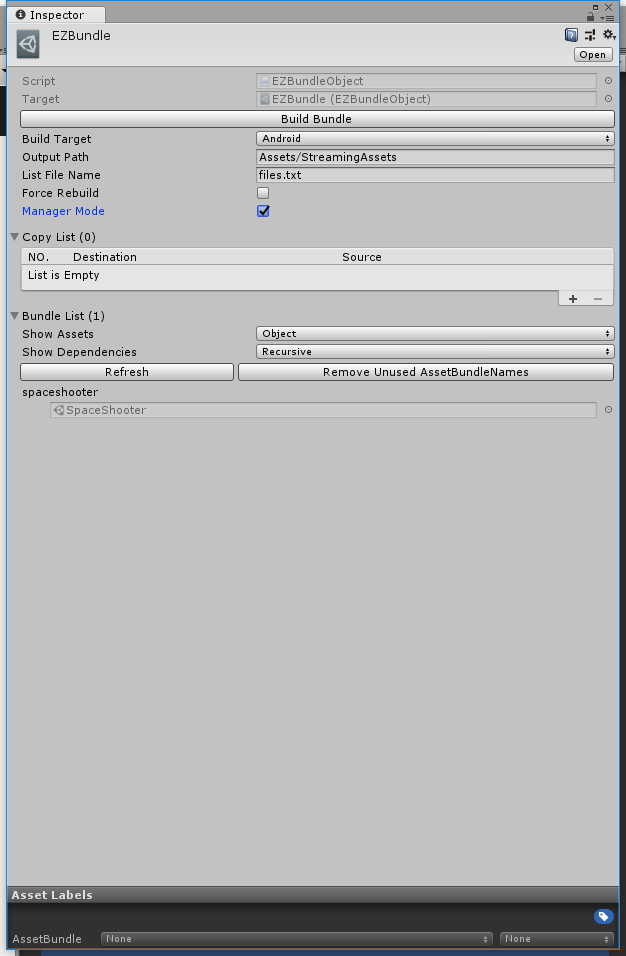 Inspector
EZBundle
Open
Script EZBundleObject
Target EZBundle (EZBundleObject)
Build Bundle
Build Target Android
Output Path Assets/StreamingAssets
List File Name files.txt
Force Rebuild
Manager Mode
Copy List (0)
NO. Destination Source
List is Empty
Bundle List (1)
Show Assets Object
Show Dependencies Recursive
Refresh Remove Unused AssetBundleNames
spaceshooter
SpaceShooter
Asset Labels
AssetBundle None None